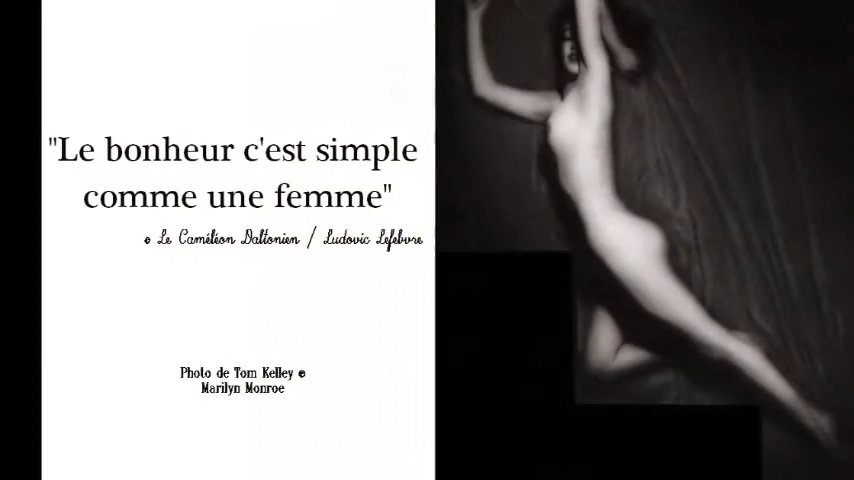 "Le bonheur c'est simple
comme une femme"
© Le Caméléon Daltonien / Ludovic Lefebvre
Photo de Tom Kelley ©
Marilyn Monroe